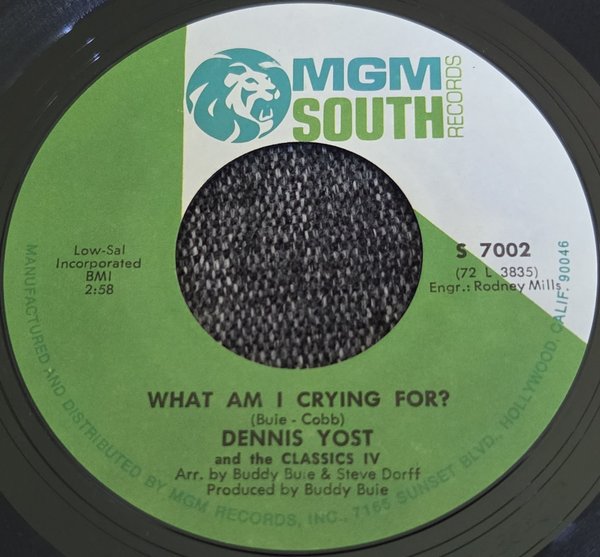 MGM
SOUTH
RECORDS
Low-Sal
Incorporated
BMI
2:58
S 7002
(72 L 3835)
Engr.: Rodney Mills
WHAT AM I CRYING FOR?
(Buie - Cobb)
DENNIS YOST
and the CLASSICS IV
Arr. by Buddy Buie & Steve Dorff
Produced by Buddy Buie
MANUFACTURED AND DISTRIBUTED BY MGM RECORDS, INC., 7165 SUNSET BLVD., HOLLYWOOD, CALIF. 90046